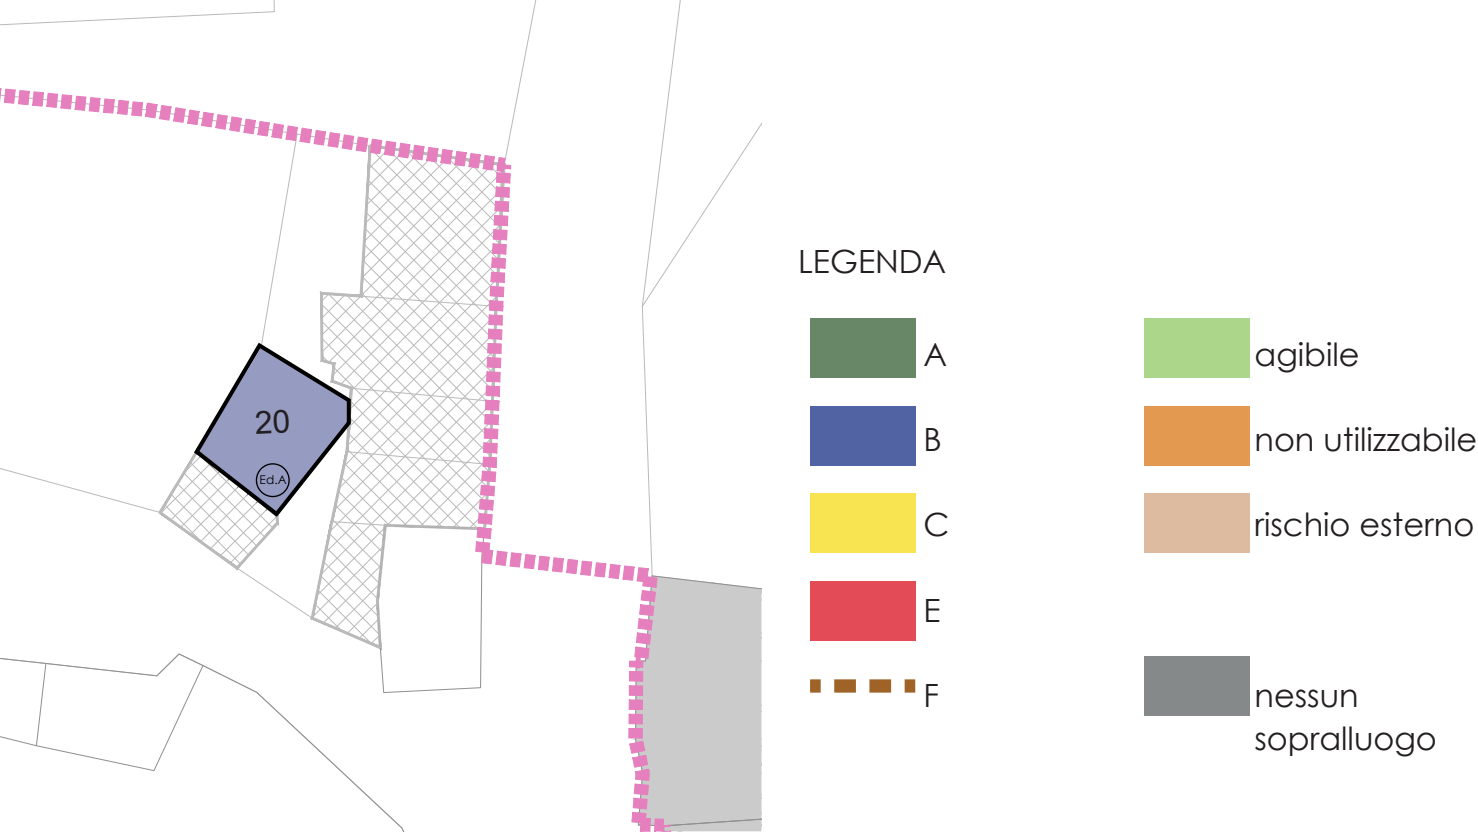 20
Ed.A
LEGENDA
A
B
C
E
F
agibile
non utilizzabile
rischio esterno
nessun
sopralluogo